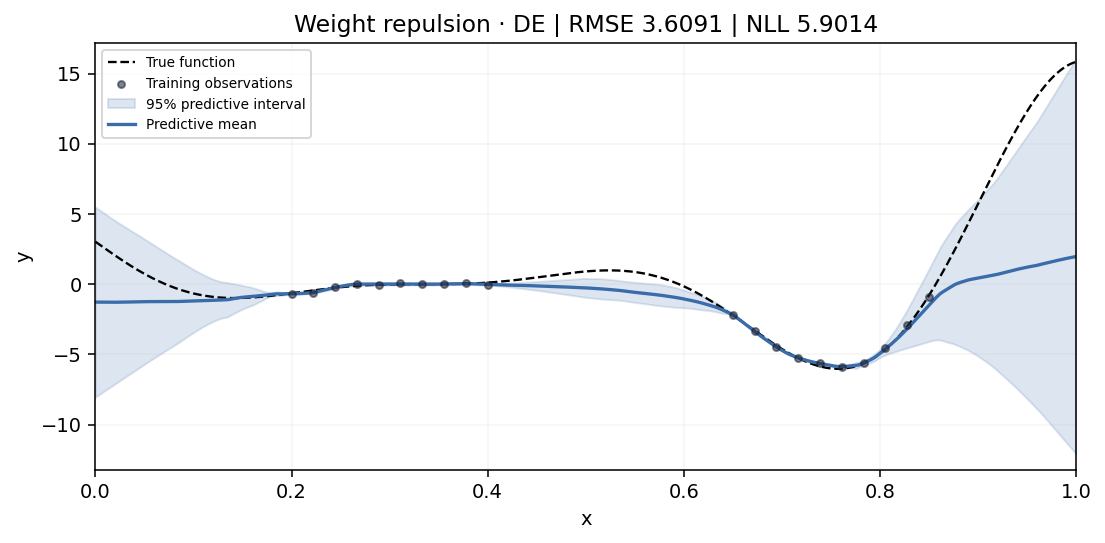 Weight repulsion · DE | RMSE 3.6091 | NLL 5.9014
True function
Training observations
95% predictive interval
Predictive mean
15
10
5
0
−5
−10
y
0.0 0.2 0.4 0.6 0.8 1.0
x